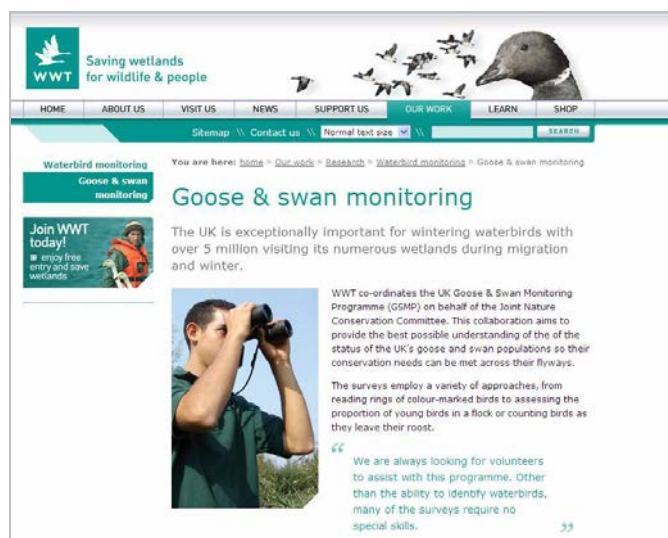 WWT
Saving wetlands
for wildlife & people
HOME ABOUT US VISIT US NEWS SUPPORT US OUR WORK LEARN SHOP
Sitemap \\ Contact us \\ Normal text size \\ SEARCH
Waterbird monitoring
Goose & swan
monitoring
Join WWT
today!
enjoy free
entry and save
wetlands
You are here: home » Our work » Research » Waterbird monitoring » Goose & swan monitoring
Goose & swan monitoring
The UK is exceptionally important for wintering waterbirds with
over 5 million visiting its numerous wetlands during migration
and winter.
WWT co-ordinates the UK Goose & Swan Monitoring
Programme (GSMP) on behalf of the Joint Nature
Conservation Committee. This collaboration aims to
provide the best possible understanding of the of the
status of the UK's goose and swan populations so their
conservation needs can be met across their flyways.
The surveys employ a variety of approaches, from
reading rings of colour-marked birds to assessing the
proportion of young birds in a flock or counting birds as
they leave their roost.
“ We are always looking for volunteers
to assist with this programme. Other
than the ability to identify waterbirds,
many of the surveys require no
special skills. ”